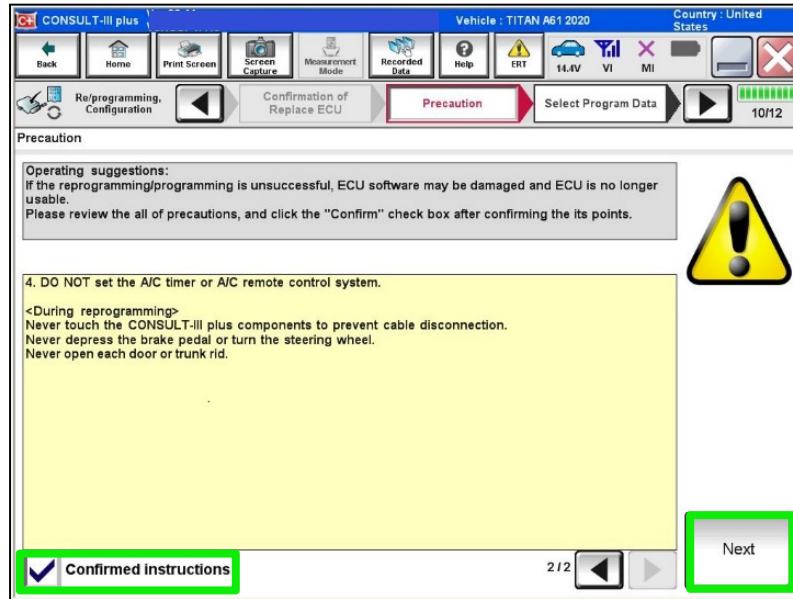 C+ CONSULT-III plus
Vehicle : TITAN A61 2020
Country : United States
Back
Home
Print Screen
Screen Capture
Measurement Mode
Recorded Data
Help
ERT
14.4V
VI
MI
Re/programming, Configuration
Confirmation of Replace ECU
Precaution
Select Program Data
10/12
Precaution
Operating suggestions:
If the reprogramming/programming is unsuccessful, ECU software may be damaged and ECU is no longer
usable.
Please review the all of precautions, and click the "Confirm" check box after confirming the its points.
4. DO NOT set the A/C timer or A/C remote control system.
<During reprogramming>
Never touch the CONSULT-III plus components to prevent cable disconnection.
Never depress the brake pedal or turn the steering wheel.
Never open each door or trunk rid.
Confirmed instructions
2/2
Next